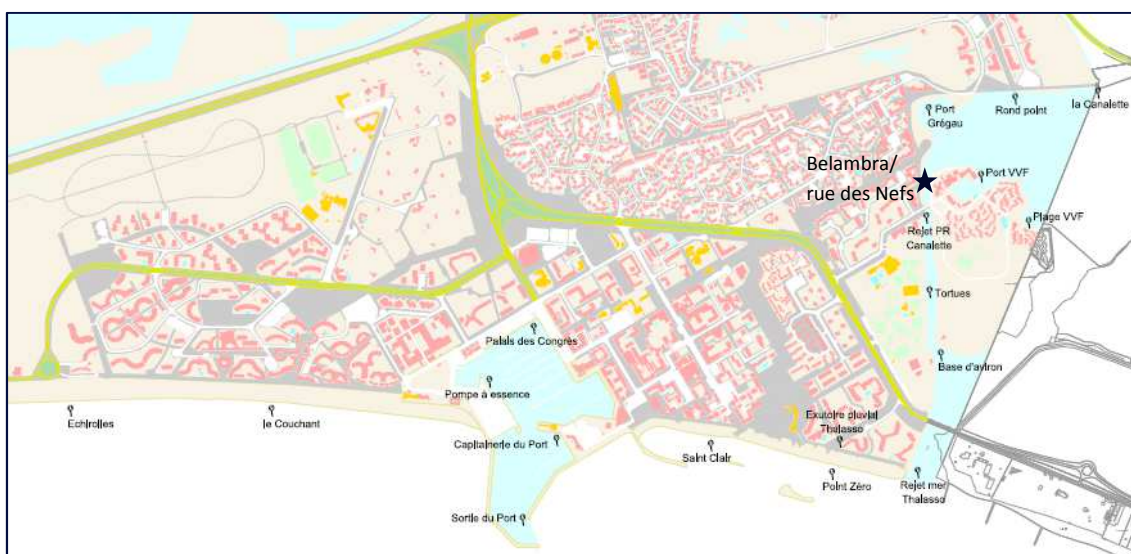 la Canalette
Port
Grégau
Rond point
Belambra/
rue des Nefs
Port VVF
Rejet PR
Canalette
Plage VVF
Tortues
Palais des Congrès
Base d'aviron
Pompe à essence
Echirolles
le Couchant
Capitainerie du Port
Exutoire pluvial
Thalasso
Saint Clair
Point Zéro
Rejet mer
Thalasso
Sortie du Port